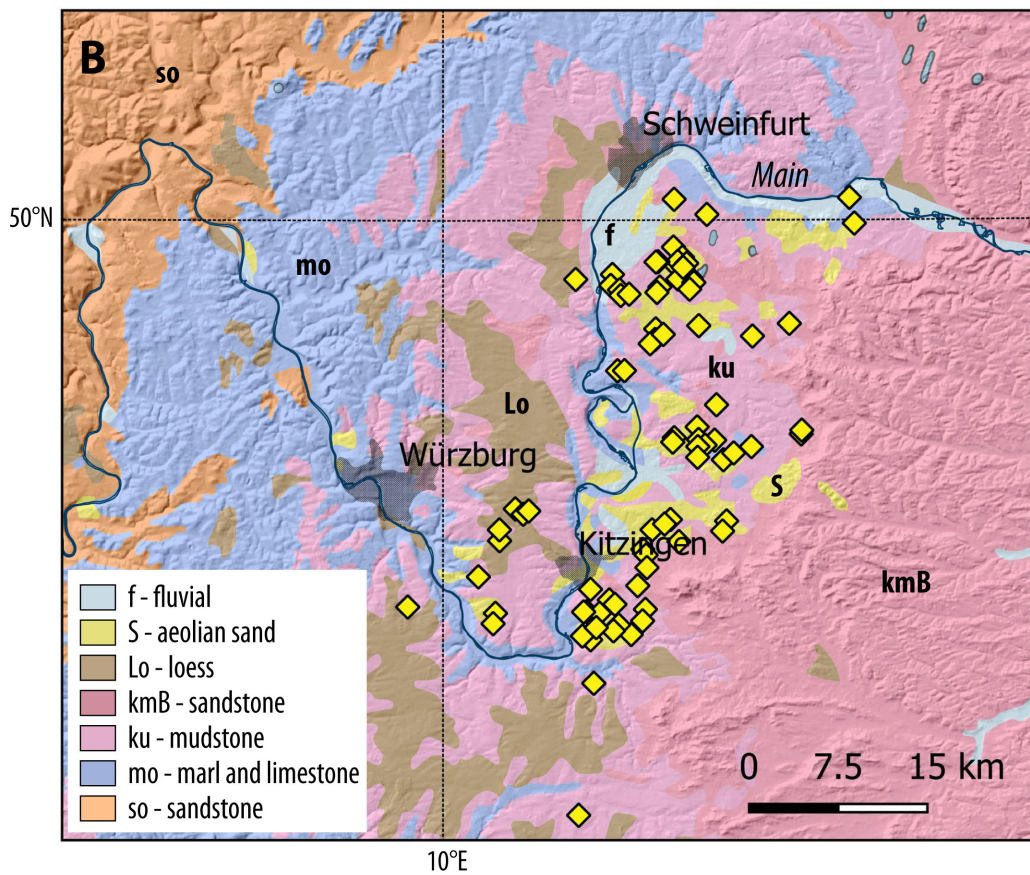 B
so
Schweinfurt
Main
50°N
f
mo
ku
Lo
Würzburg
S
Kitzingen
kmB
f - fluvial
S - aeolian sand
Lo - loess
kmB - sandstone
ku - mudstone
mo - marl and limestone
so - sandstone
0 7.5 15 km
10°E